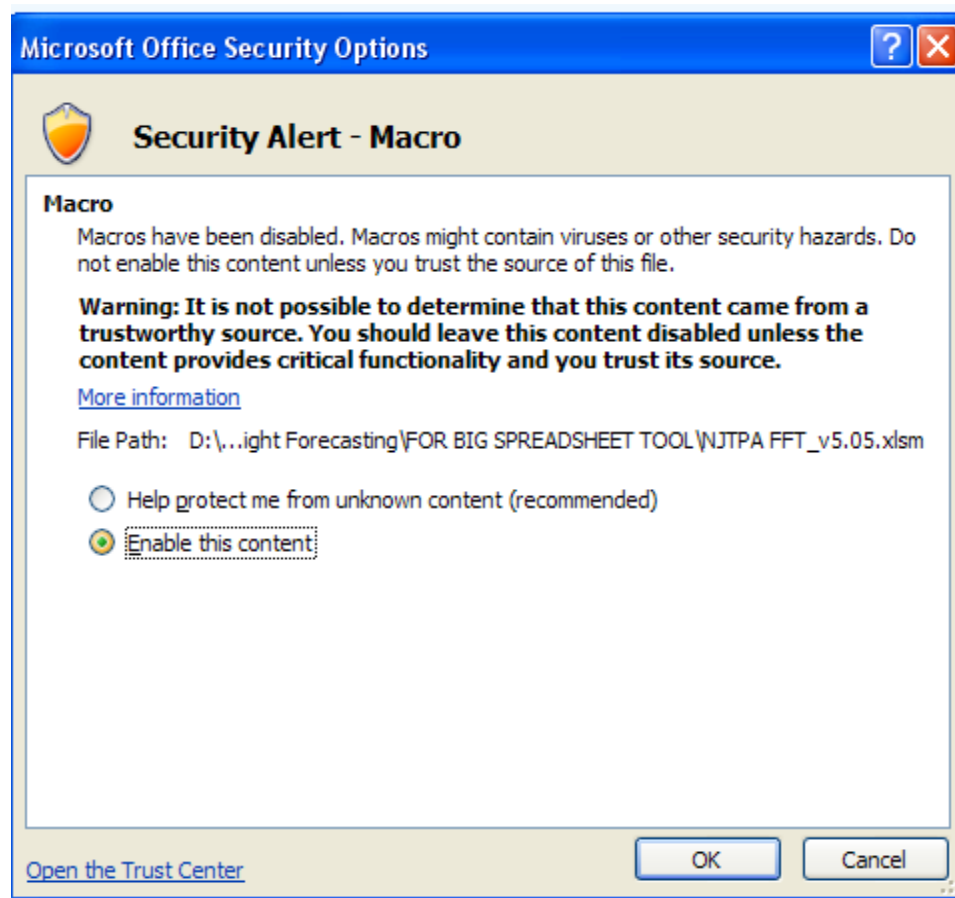 Microsoft Office Security Options
Security Alert - Macro
Macro
Macros have been disabled. Macros might contain viruses or other security hazards. Do
not enable this content unless you trust the source of this file.
Warning: It is not possible to determine that this content came from a
trustworthy source. You should leave this content disabled unless the
content provides critical functionality and you trust its source.
More information
File Path: D:\...ight Forecasting\FOR BIG SPREADSHEET TOOL\NJTPA FFT_v5.05.xlsm
Help protect me from unknown content (recommended)
Enable this content
Open the Trust Center
OK
Cancel